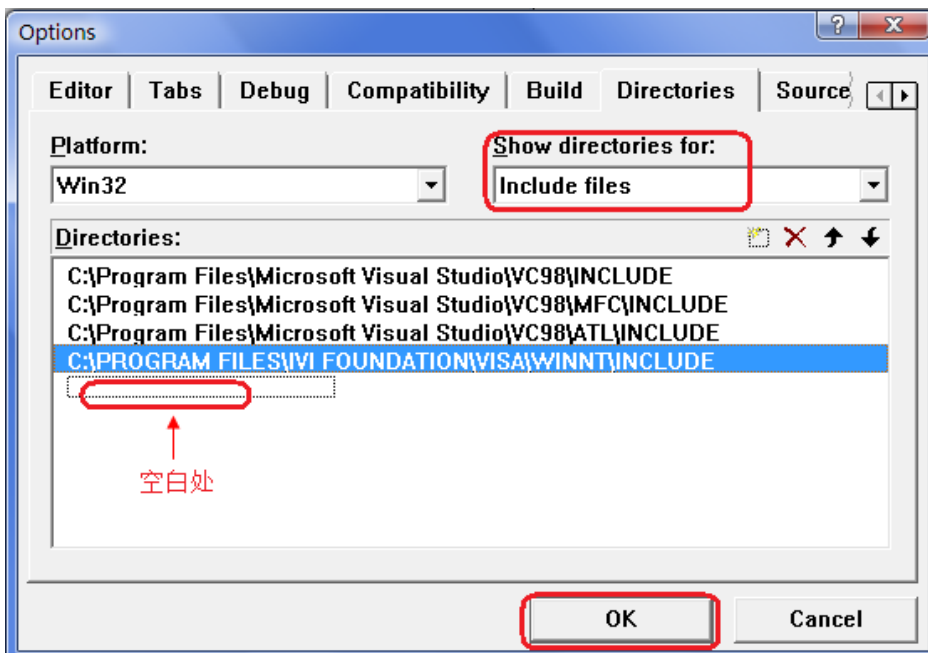 Options
Editor Tabs Debug Compatibility Build Directories Source
Platform: Show directories for:
Win32 Include files
Directories:
C:\Program Files\Microsoft Visual Studio\VC98\INCLUDE
C:\Program Files\Microsoft Visual Studio\VC98\MFC\INCLUDE
C:\Program Files\Microsoft Visual Studio\VC98\ATL\INCLUDE
C:\PROGRAM FILES\IVI FOUNDATION\VISA\WINNT\INCLUDE
空白处
OK Cancel